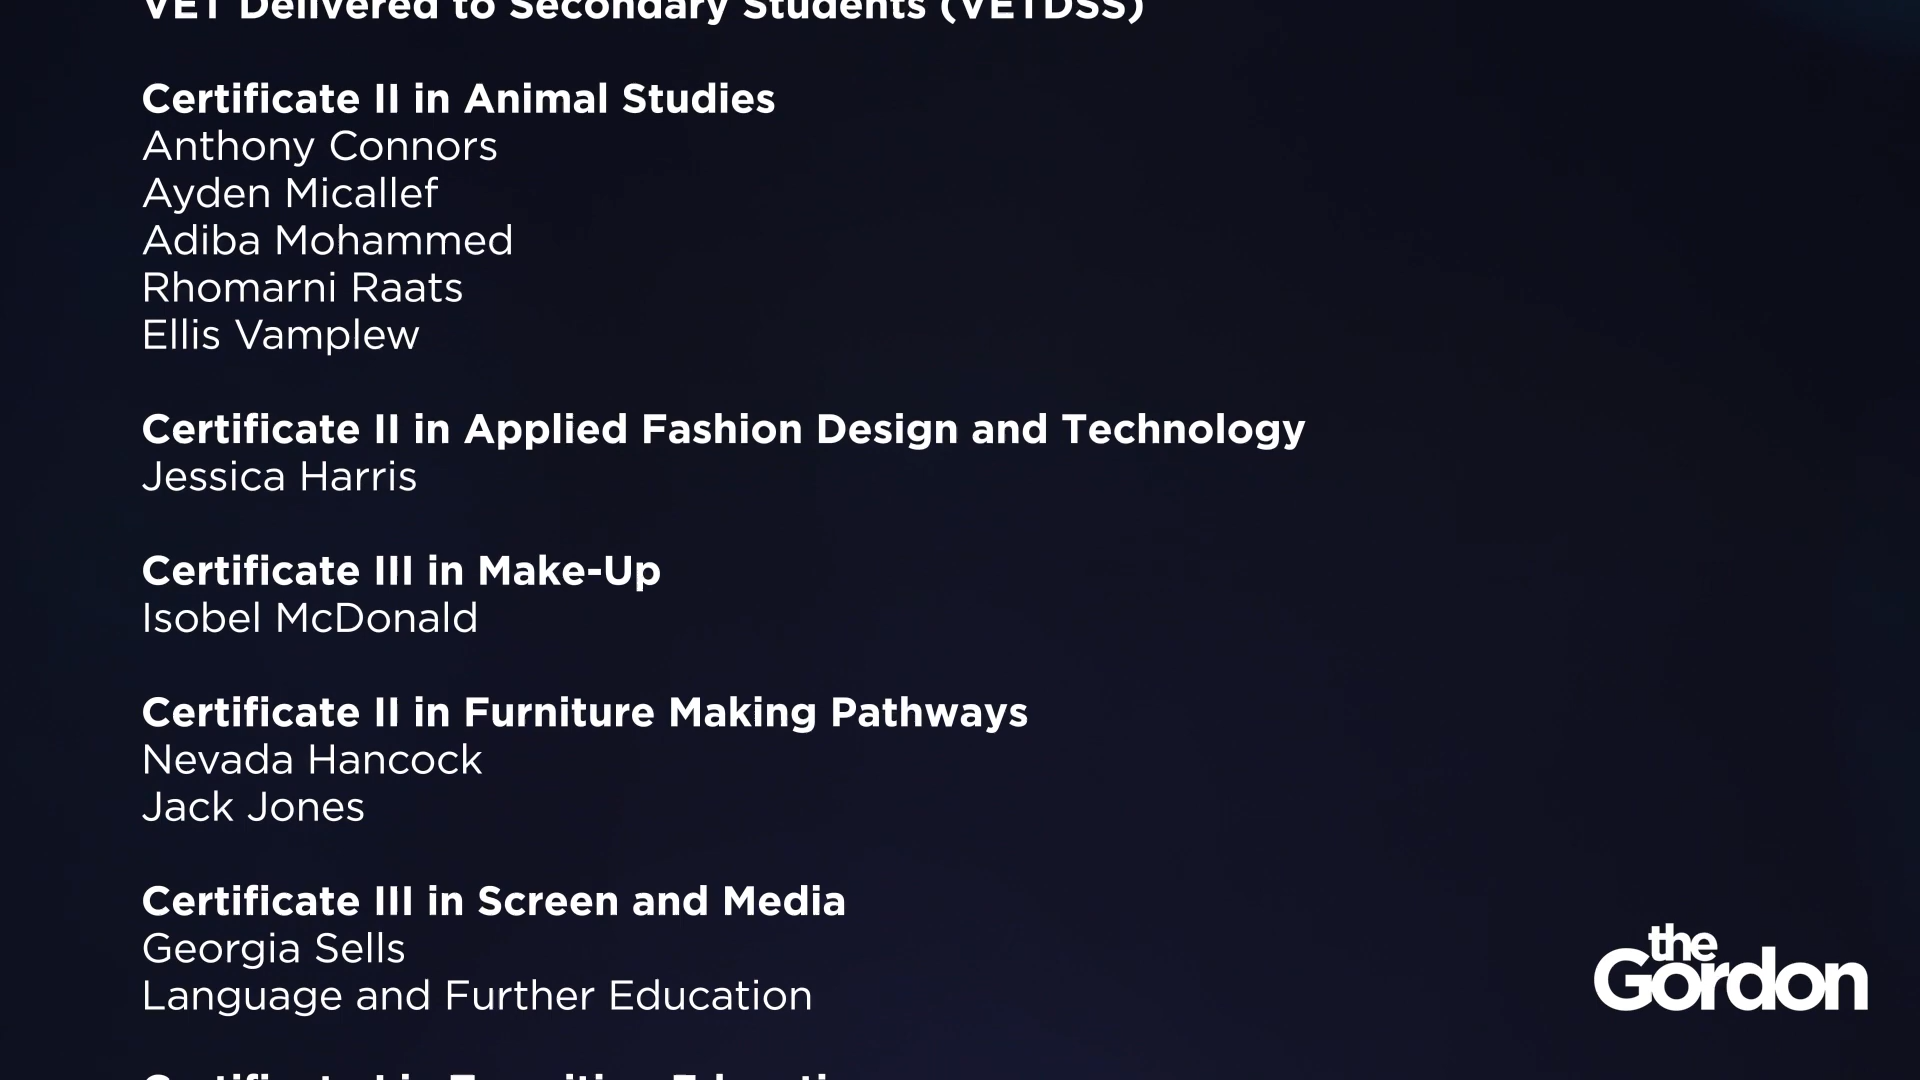 VET Delivered to Secondary Students (VETDSS)
Certificate II in Animal Studies
Anthony Connors
Ayden Micallef
Adiba Mohammed
Rhomarni Raats
Ellis Vamplew
Certificate II in Applied Fashion Design and Technology
Jessica Harris
Certificate III in Make-Up
Isobel McDonald
Certificate II in Furniture Making Pathways
Nevada Hancock
Jack Jones
Certificate III in Screen and Media
Georgia Sells
Language and Further Education
the
Gordon